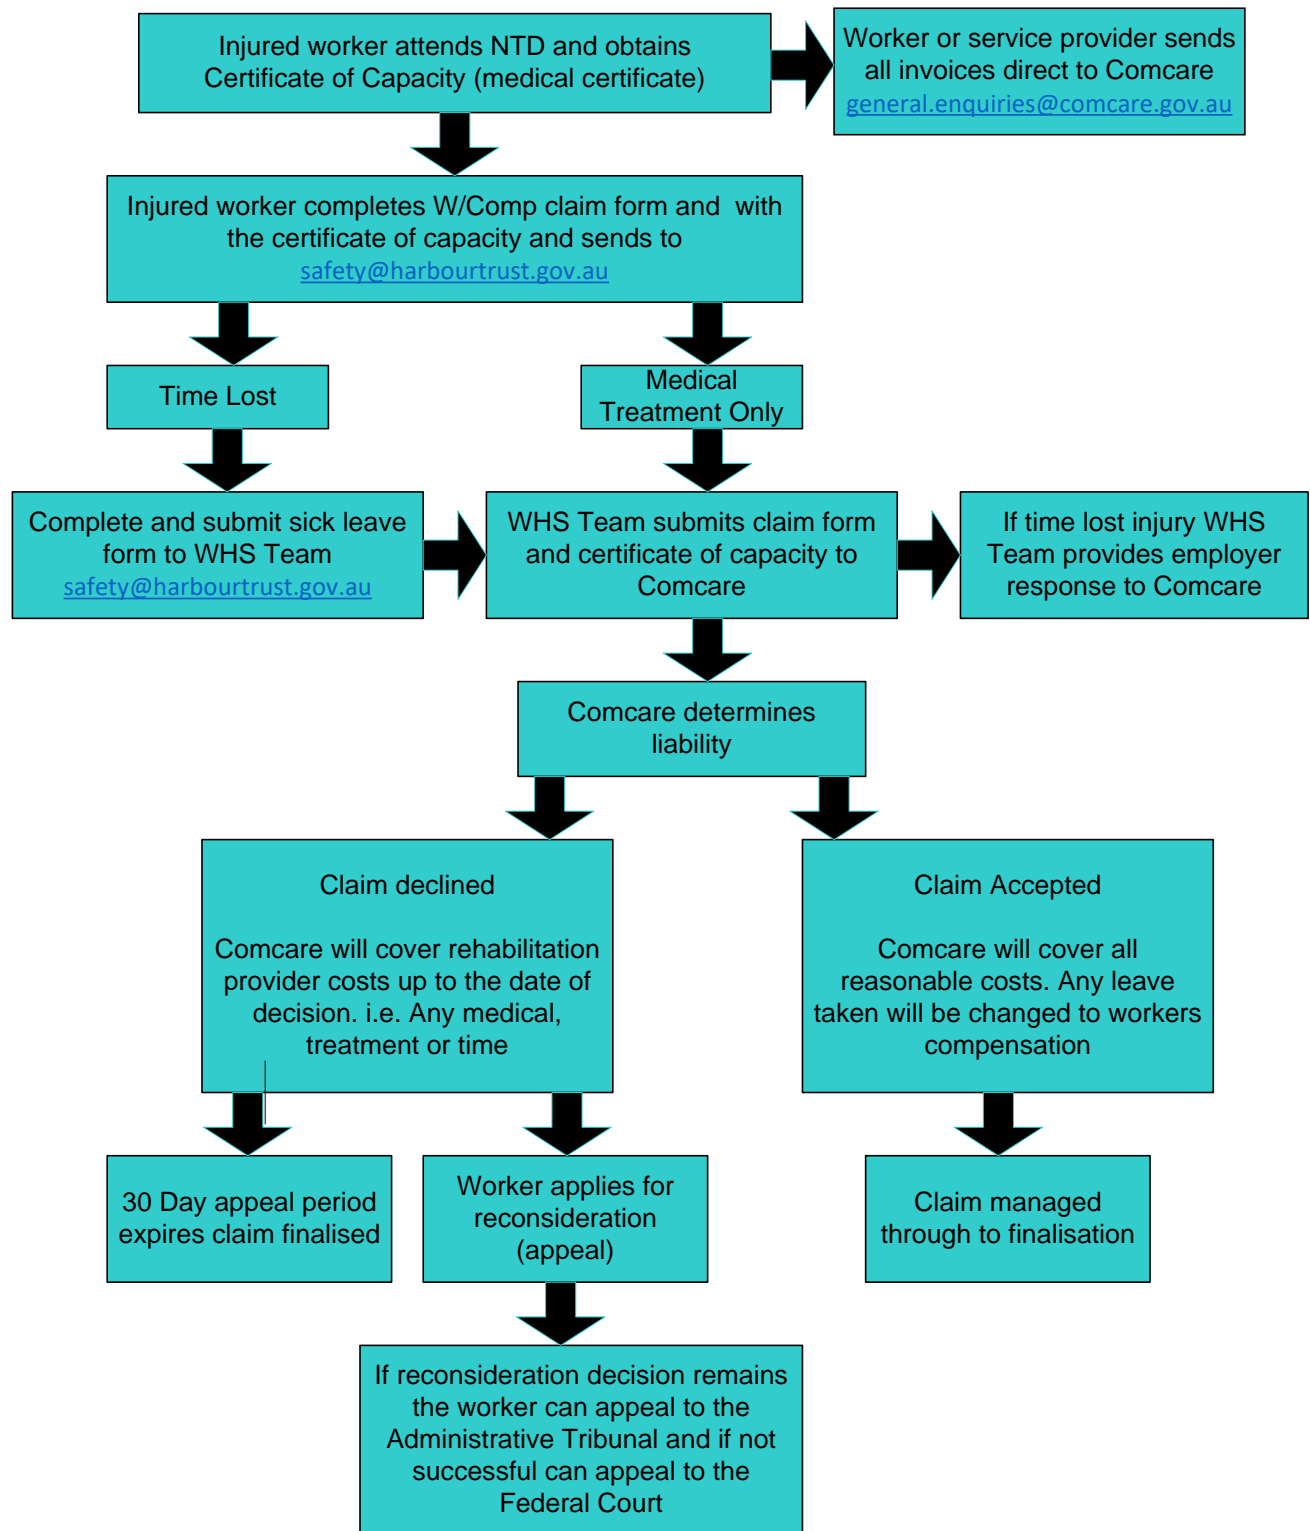 Injured worker attends NTD and obtains
Certificate of Capacity (medical certificate)
Worker or service provider sends
all invoices direct to Comcare
general.enquiries@comcare.gov.au
Injured worker completes W/Comp claim form and  with
the certificate of capacity and sends to
safety@harbourtrust.gov.au
Time Lost
Medical
Treatment Only
Complete and submit sick leave
form to WHS Team
safety@harbourtrust.gov.au
WHS Team submits claim form
and certificate of capacity to
Comcare
If time lost injury WHS
Team provides employer
response to Comcare
Comcare determines
liability
Claim declined
Comcare will cover rehabilitation
provider costs up to the date of
decision. i.e. Any medical,
treatment or time
Claim Accepted
Comcare will cover all
reasonable costs. Any leave
taken will be changed to workers
compensation
30 Day appeal period
expires claim finalised
Worker applies for
reconsideration
(appeal)
Claim managed
through to finalisation
If reconsideration decision remains
the worker can appeal to the
Administrative Tribunal and if not
successful can appeal to the
Federal Court